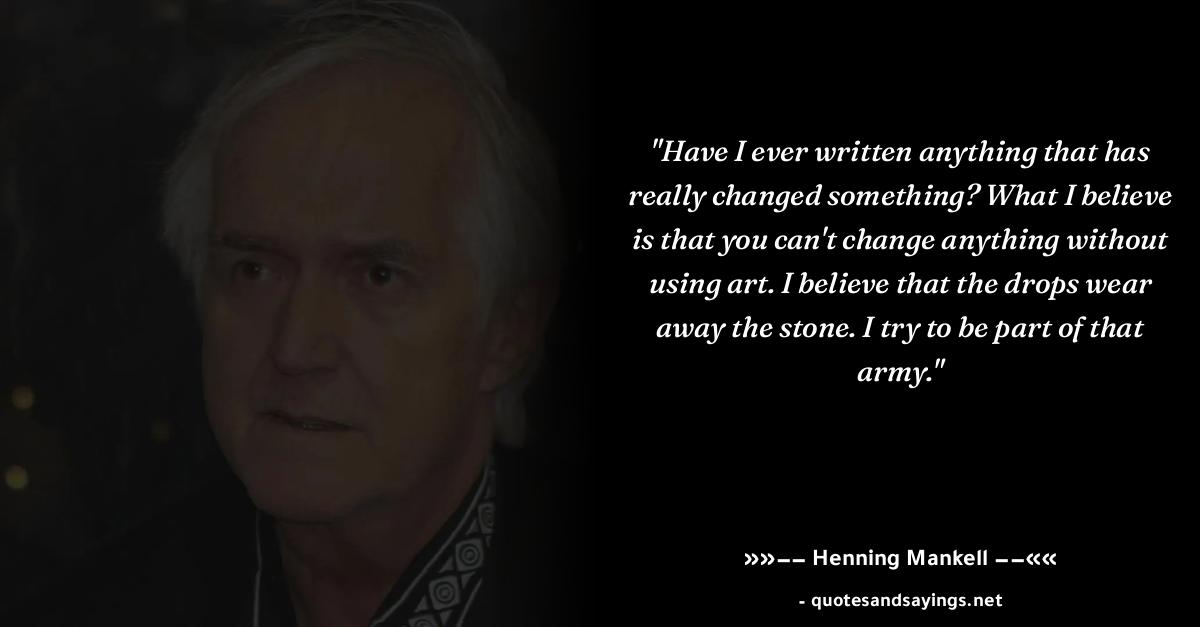 "Have I ever written anything that has
really changed something? What I believe
is that you can't change anything without
using art. I believe that the drops wear
away the stone. I try to be part of that
army."
»»−− Henning Mankell −−««
- quotesandsayings.net